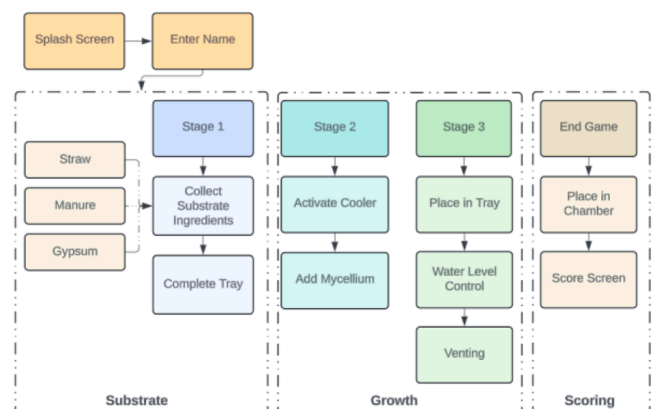 Splash Screen
Enter Name
Stage 1
Straw
Manure
Gypsum
Collect
Substrate
Ingredients
Complete Tray
Substrate
Stage 2
Activate Cooler
Add Mycellium
Stage 3
Place in Tray
Water Level
Control
Venting
Growth
End Game
Place in
Chamber
Score Screen
Scoring